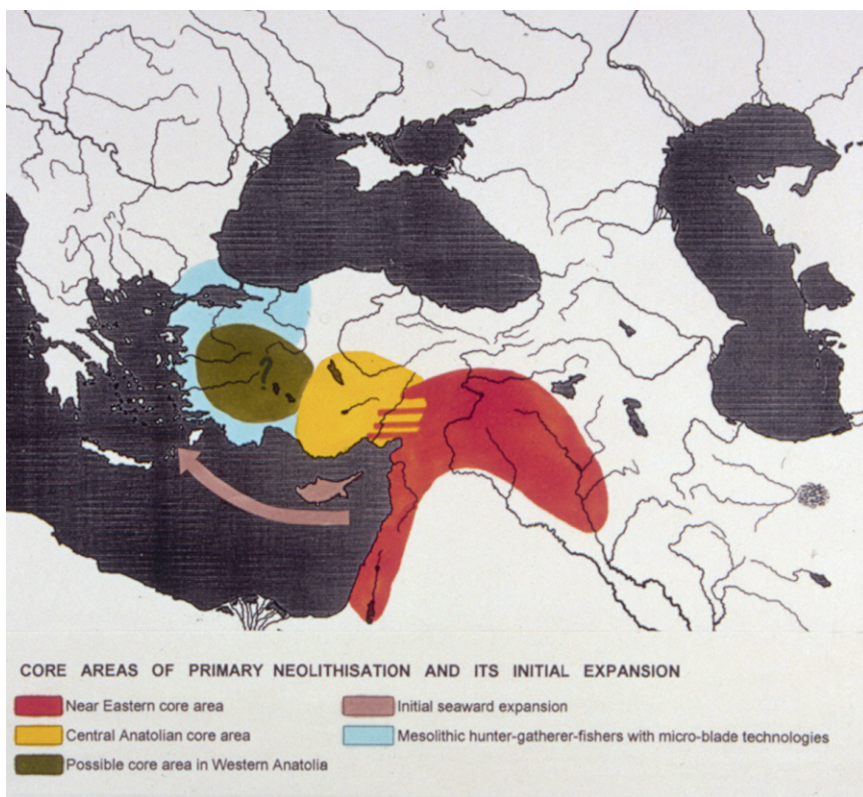 ?
CORE AREAS OF PRIMARY NEOLITHISATION AND ITS INITIAL EXPANSION
Near Eastern core area
Initial seaward expansion
Central Anatolian core area
Mesolithic hunter-gatherer-fishers with micro-blade technologies
Possible core area in Western Anatolia